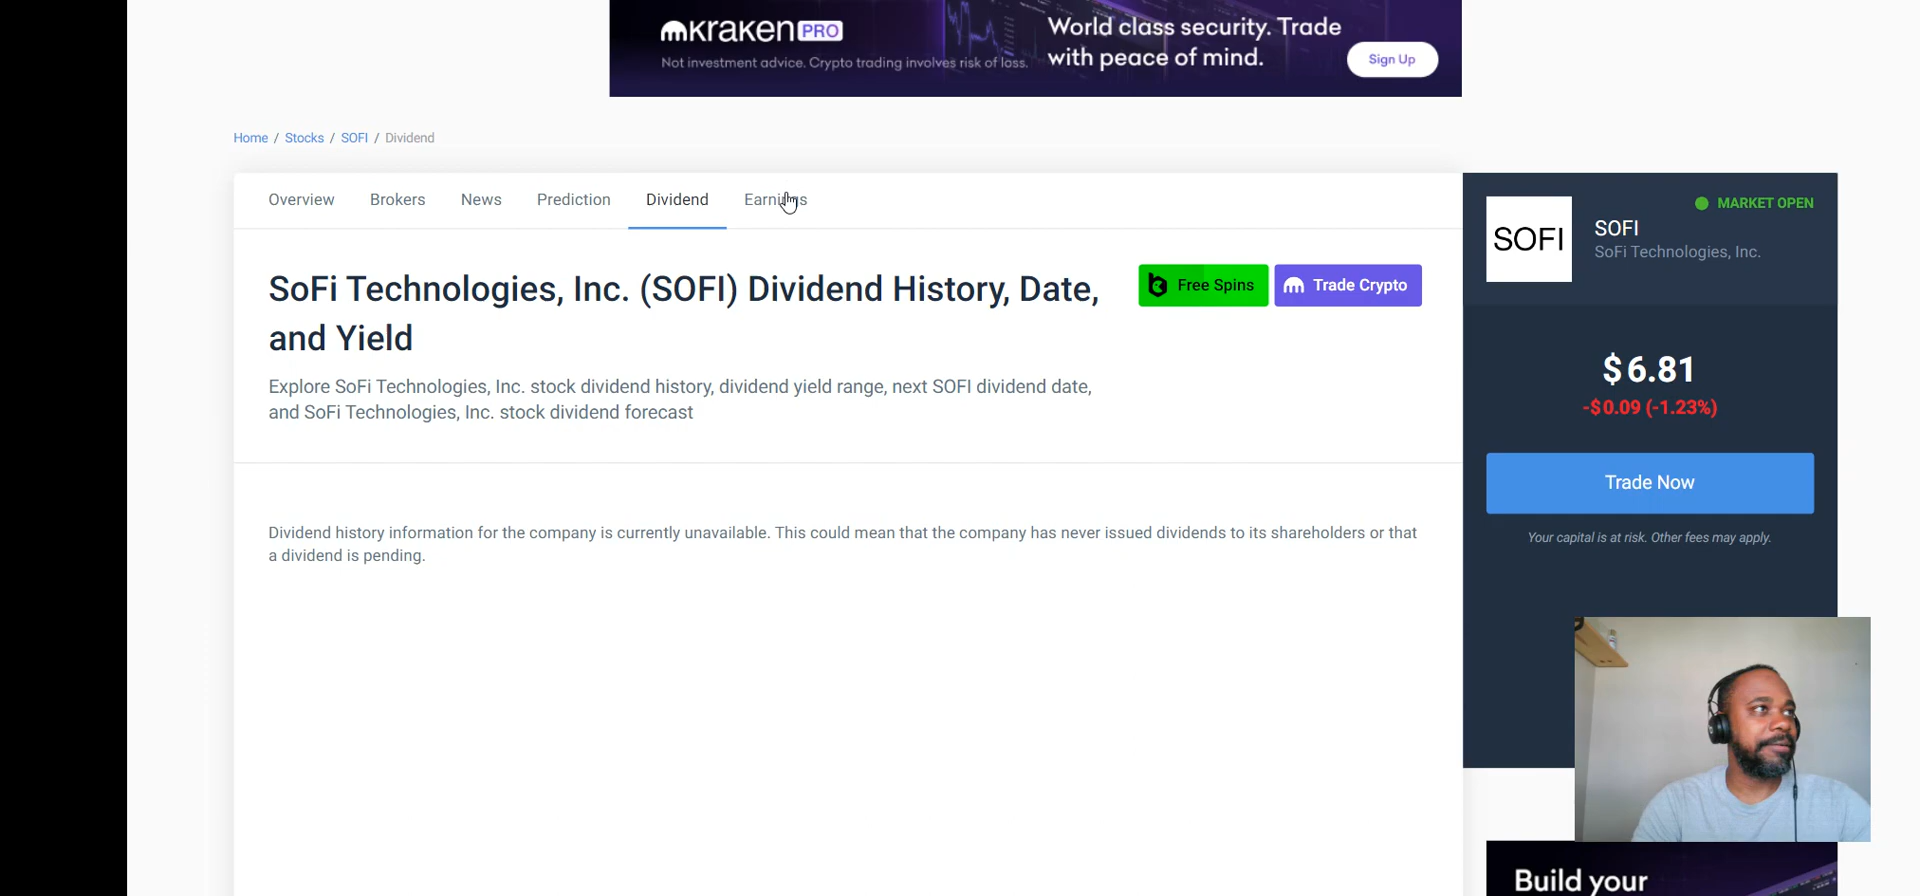 kraken PRO
Not investment advice. Crypto trading involves risk of loss.
World class security. Trade
with peace of mind.
Sign Up
Home / Stocks / SOFI / Dividend
Overview Brokers News Prediction Dividend Earnings
SoFi Technologies, Inc. (SOFI) Dividend History, Date,
and Yield
Free Spins Trade Crypto
Explore SoFi Technologies, Inc. stock dividend history, dividend yield range, next SOFI dividend date,
and SoFi Technologies, Inc. stock dividend forecast
Dividend history information for the company is currently unavailable. This could mean that the company has never issued dividends to its shareholders or that
a dividend is pending.
MARKET OPEN
SOFI
SOFI
SoFi Technologies, Inc.
$6.81
-$0.09 (-1.23%)
Trade Now
Your capital is at risk. Other fees may apply.
Build your